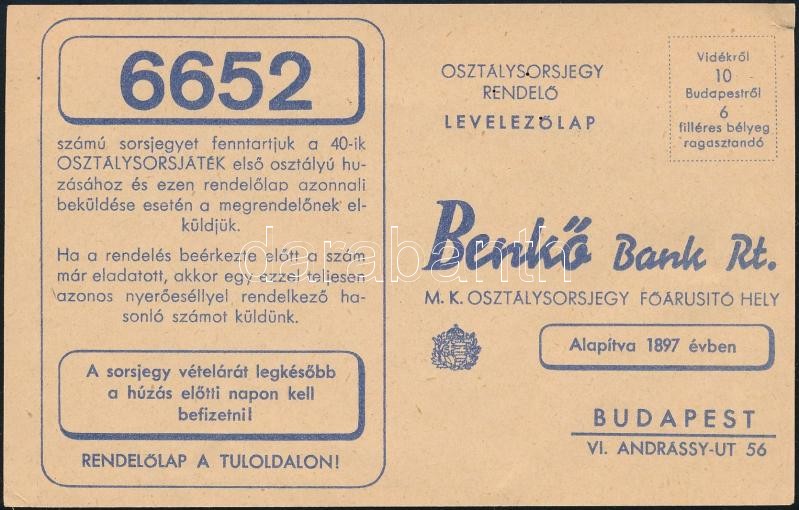 6652
számú sorsjegyet fenntartjuk a 40-ik
OSZTÁLYSORSJÁTÉK első osztályú hu-
zásához és ezen rendelőlap azonnali
beküldése esetén a megrendelőnek el-
küldjük.
Ha a rendelés beérkezte előtt a szám
már eladatott, akkor egy ezzel teljesen
azonos nyerőeséllyel rendelkező ha-
sonló számot küldünk.
A sorsjegy vételárát legkésőbb
a húzás előtti napon kell
befizetni!
RENDELŐLAP A TULOLDALON!
OSZTÁLYSORSJEGY
RENDELŐ
LEVELEZŐLAP
Vidékről
10
Budapestről
6
filléres bélyeg
ragasztandó
Benkő Bank Rt.
M. K. OSZTÁLYSORSJEGY FŐÁRUSITÓ HELY
Alapítva 1897 évben
BUDAPEST
VI. ANDRÁSSY-UT 56
darabanth